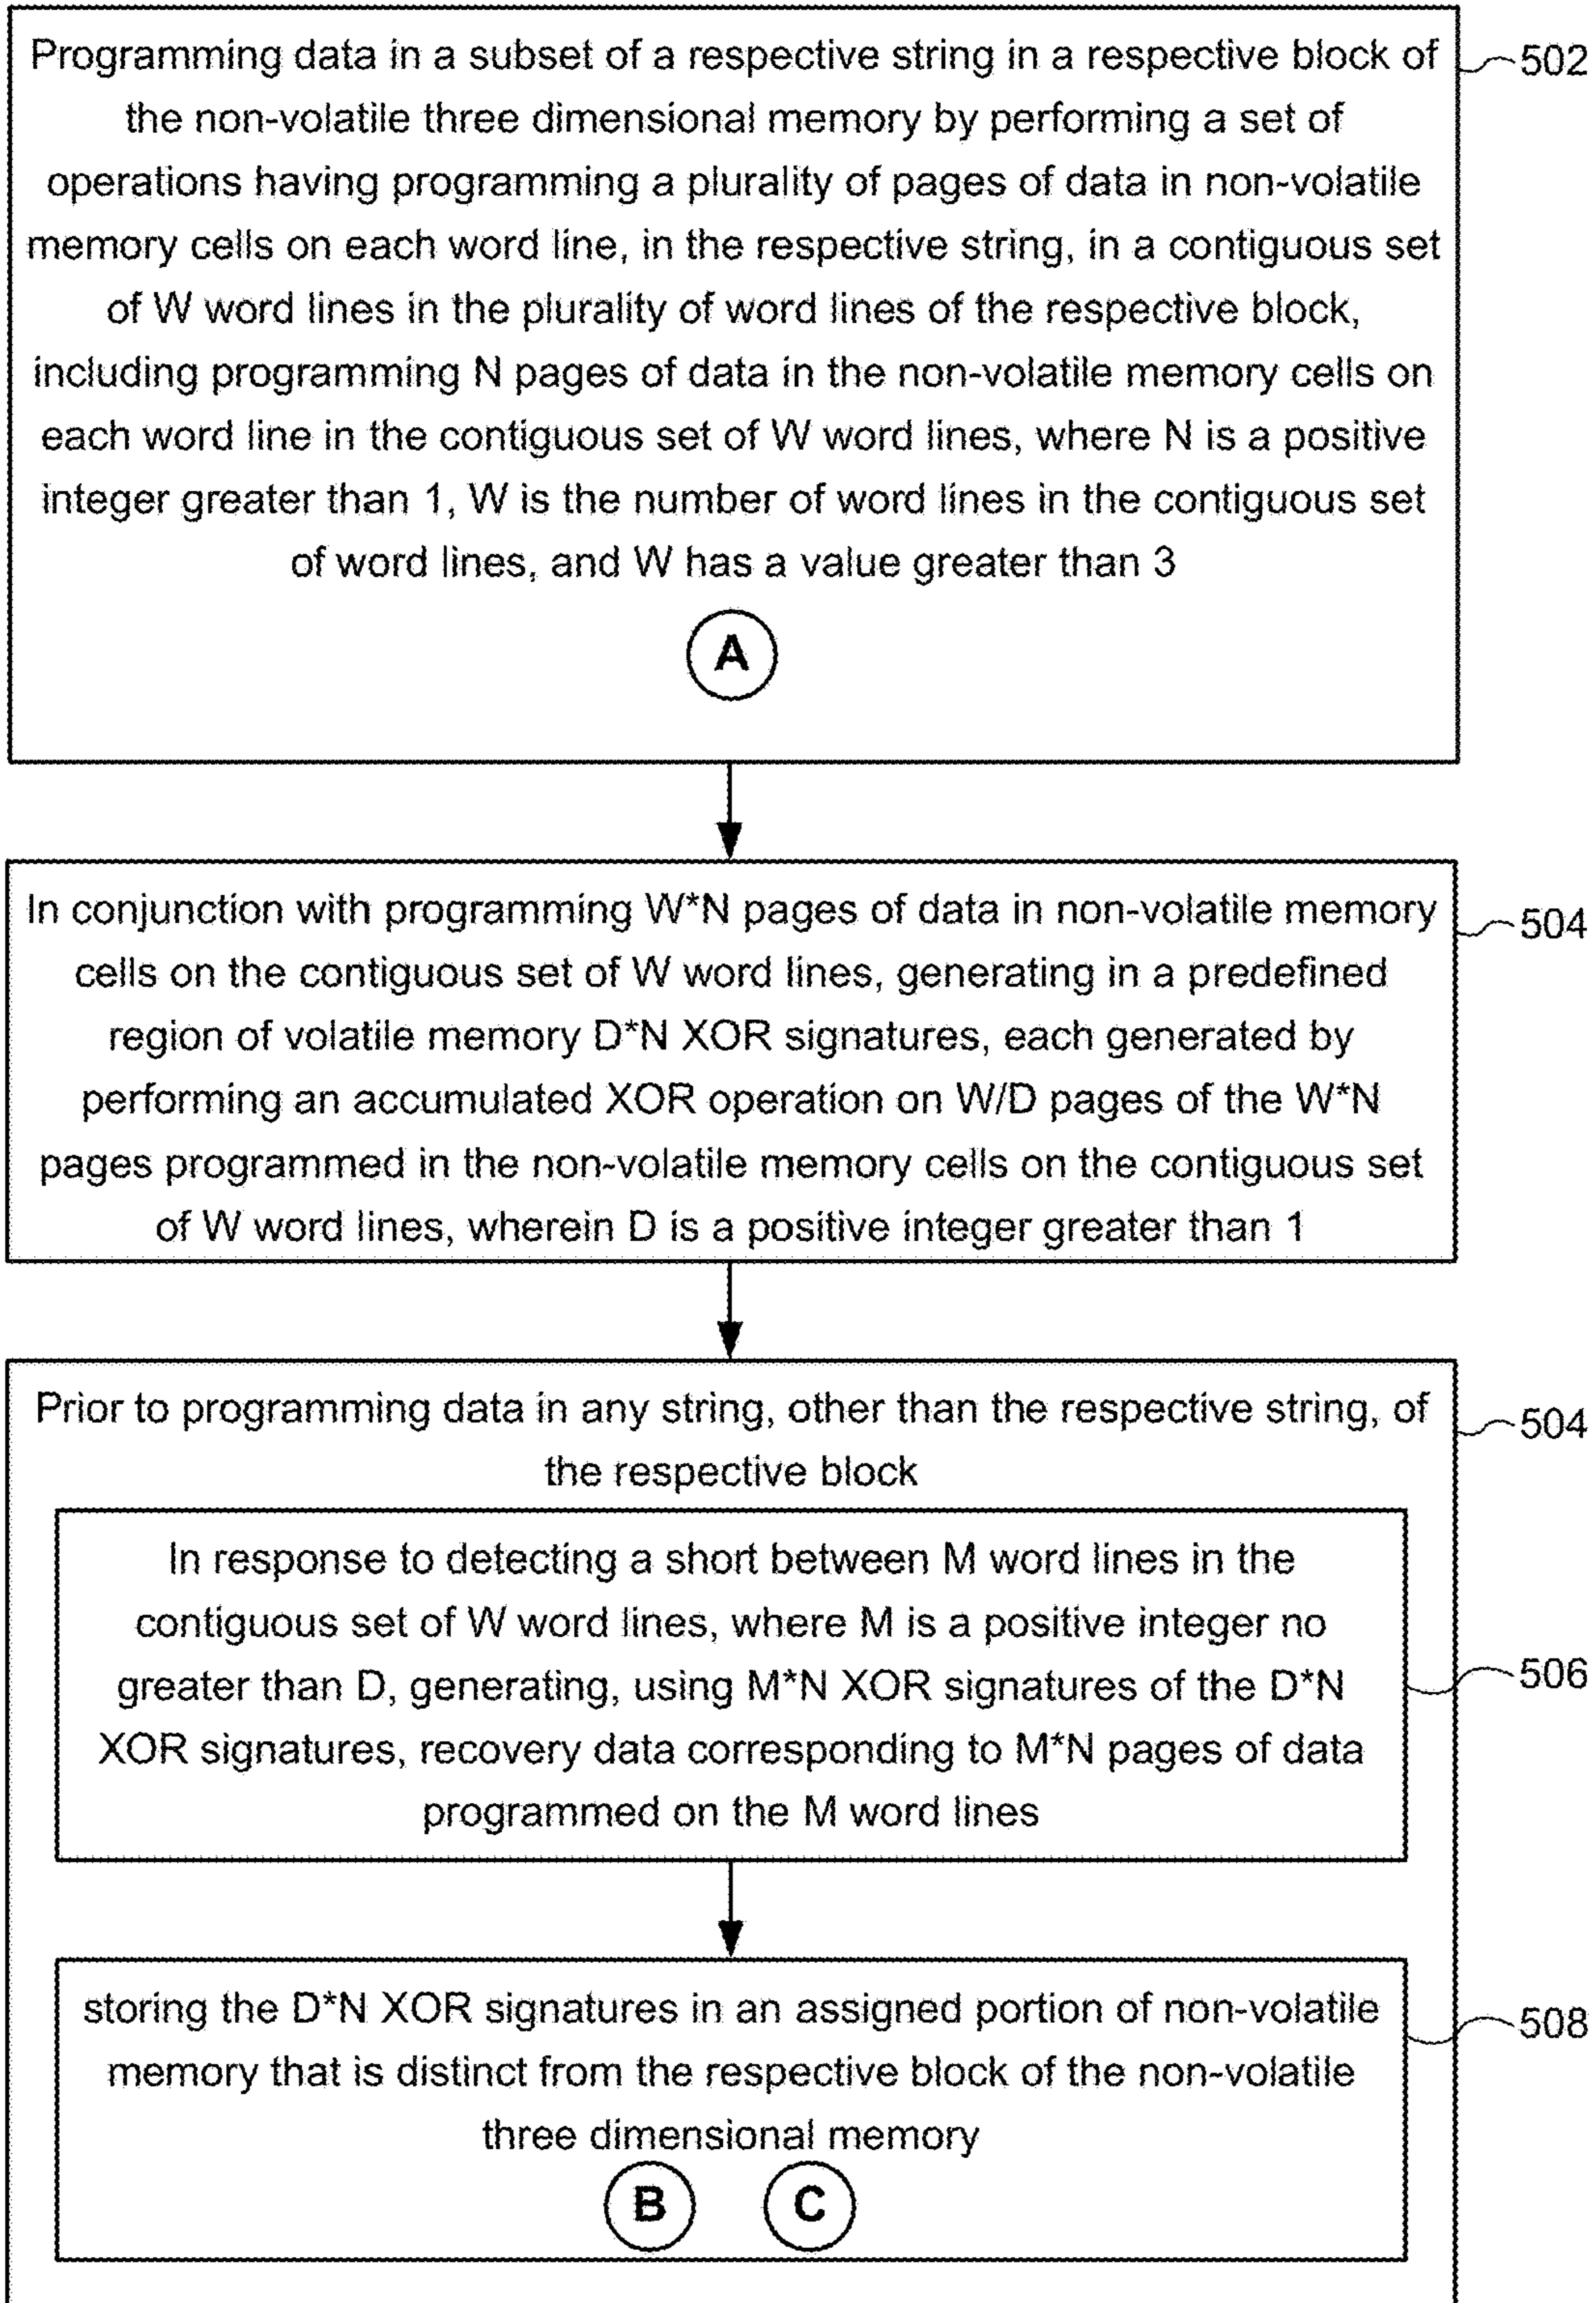 Programming data in a subset of a respective string in a respective block of
the non-volatile three dimensional memory by performing a set of
operations having programming a plurality of pages of data in non-volatile
memory cells on each word line, in the respective string, in a contiguous set
of W word lines in the plurality of word lines of the respective block,
including programming N pages of data in the non-volatile memory cells on
each word line in the contiguous set of W word lines, where N is a positive
integer greater than 1, W is the number of word lines in the contiguous set
of word lines, and W has a value greater than 3
A
502
In conjunction with programming W*N pages of data in non-volatile memory
cells on the contiguous set of W word lines, generating in a predefined
region of volatile memory D*N XOR signatures, each generated by
performing an accumulated XOR operation on W/D pages of the W*N
pages programmed in the non-volatile memory cells on the contiguous set
of W word lines, wherein D is a positive integer greater than 1
504
Prior to programming data in any string, other than the respective string, of
the respective block
504
In response to detecting a short between M word lines in the
contiguous set of W word lines, where M is a positive integer no
greater than D, generating, using M*N XOR signatures of the D*N
XOR signatures, recovery data corresponding to M*N pages of data
programmed on the M word lines
506
storing the D*N XOR signatures in an assigned portion of non-volatile
memory that is distinct from the respective block of the non-volatile
three dimensional memory
B C
508